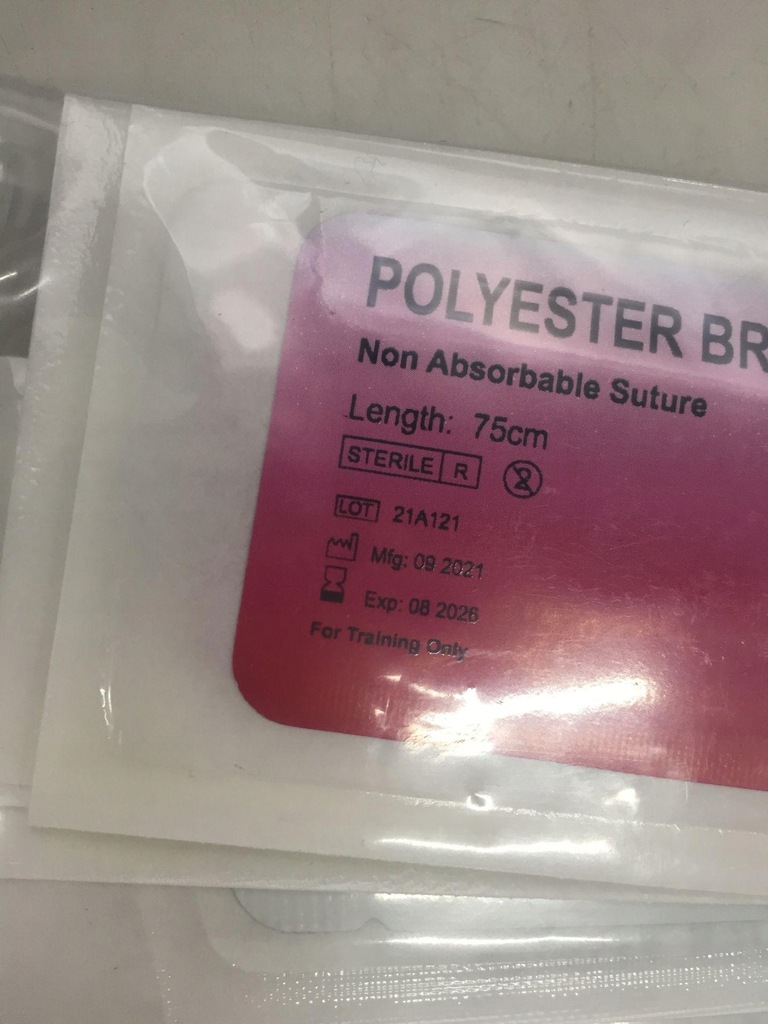 POLYESTER BR
Non Absorbable Suture
Length: 75cm
STERILE R
LOT 21A121
Mfg: 09 2021
Exp: 08 2026
For Training Only